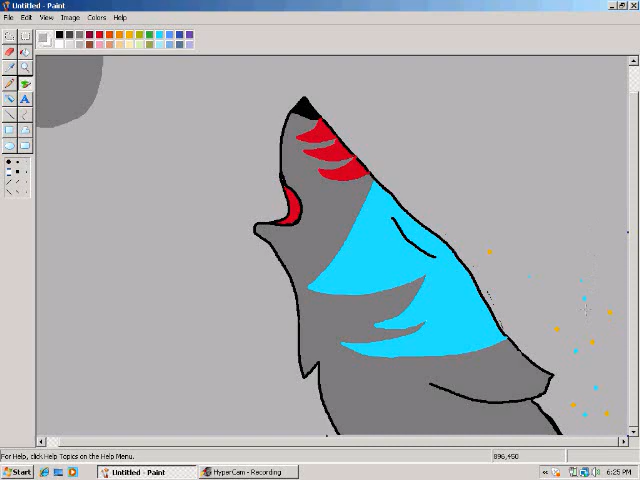 Untitled - Paint
File Edit View Image Colors Help
A
For Help, click Help Topics on the Help Menu.
896,450
Start
Untitled - Paint
HyperCam - Recording
6:25 PM